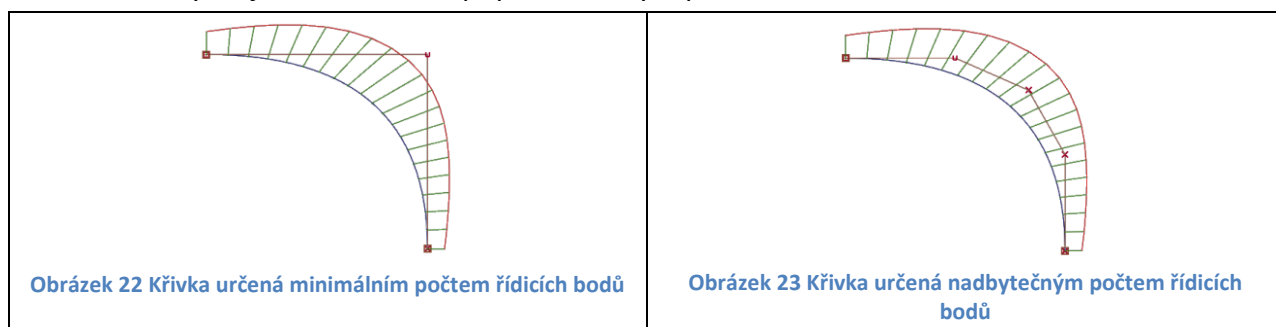 Obrázek 22 Křivka určená minimálním počtem řídicích bodů
Obrázek 23 Křivka určená nadbytečným počtem řídicích
bodů